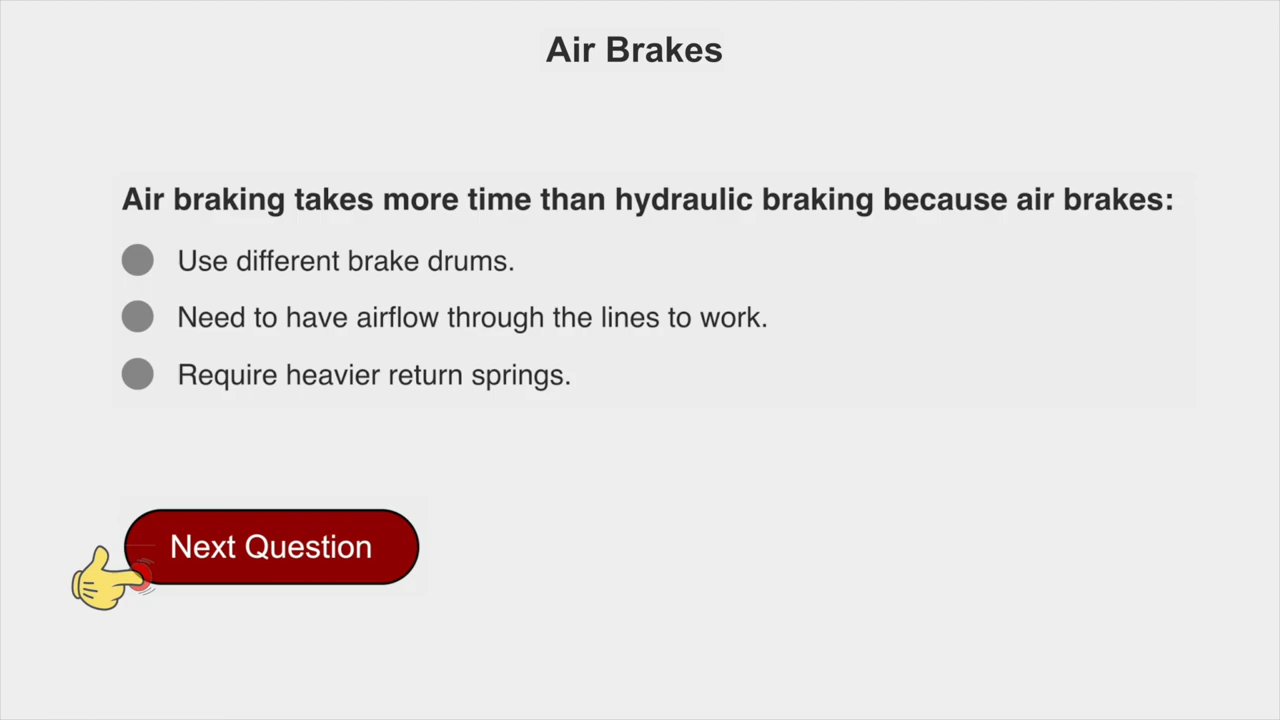 Air Brakes
Air braking takes more time than hydraulic braking because air brakes:
Use different brake drums.
Need to have airflow through the lines to work.
Require heavier return springs.
Next Question